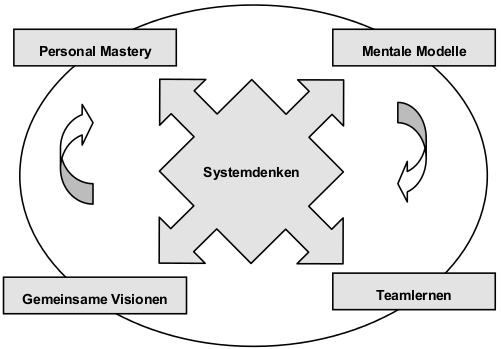 Personal Mastery
Mentale Modelle
Systemdenken
Gemeinsame Visionen
Teamlernen